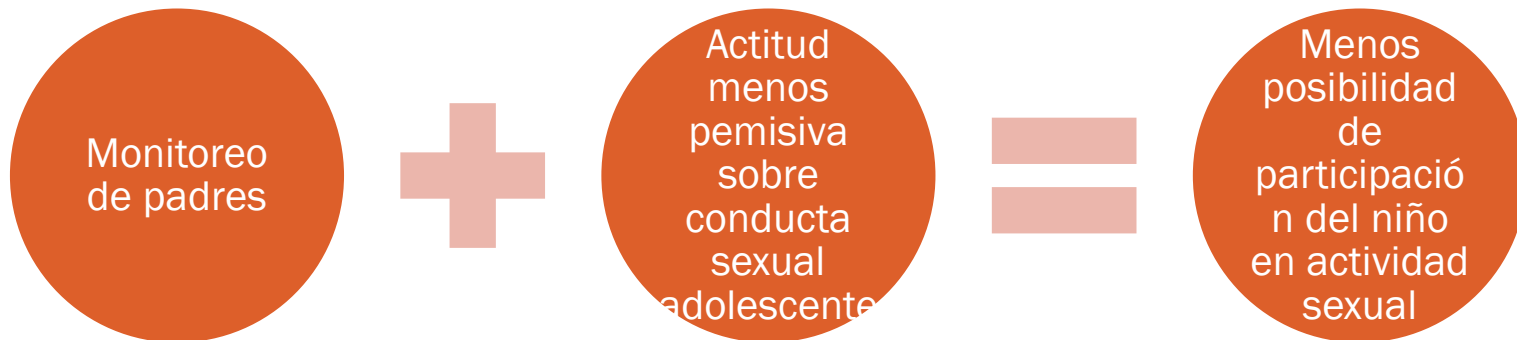 Monitoreo
de padres
Actitud
menos
pemisiva
sobre
conducta
sexual
adolescente
Menos
posibilidad
de
participació
n del niño
en actividad
sexual